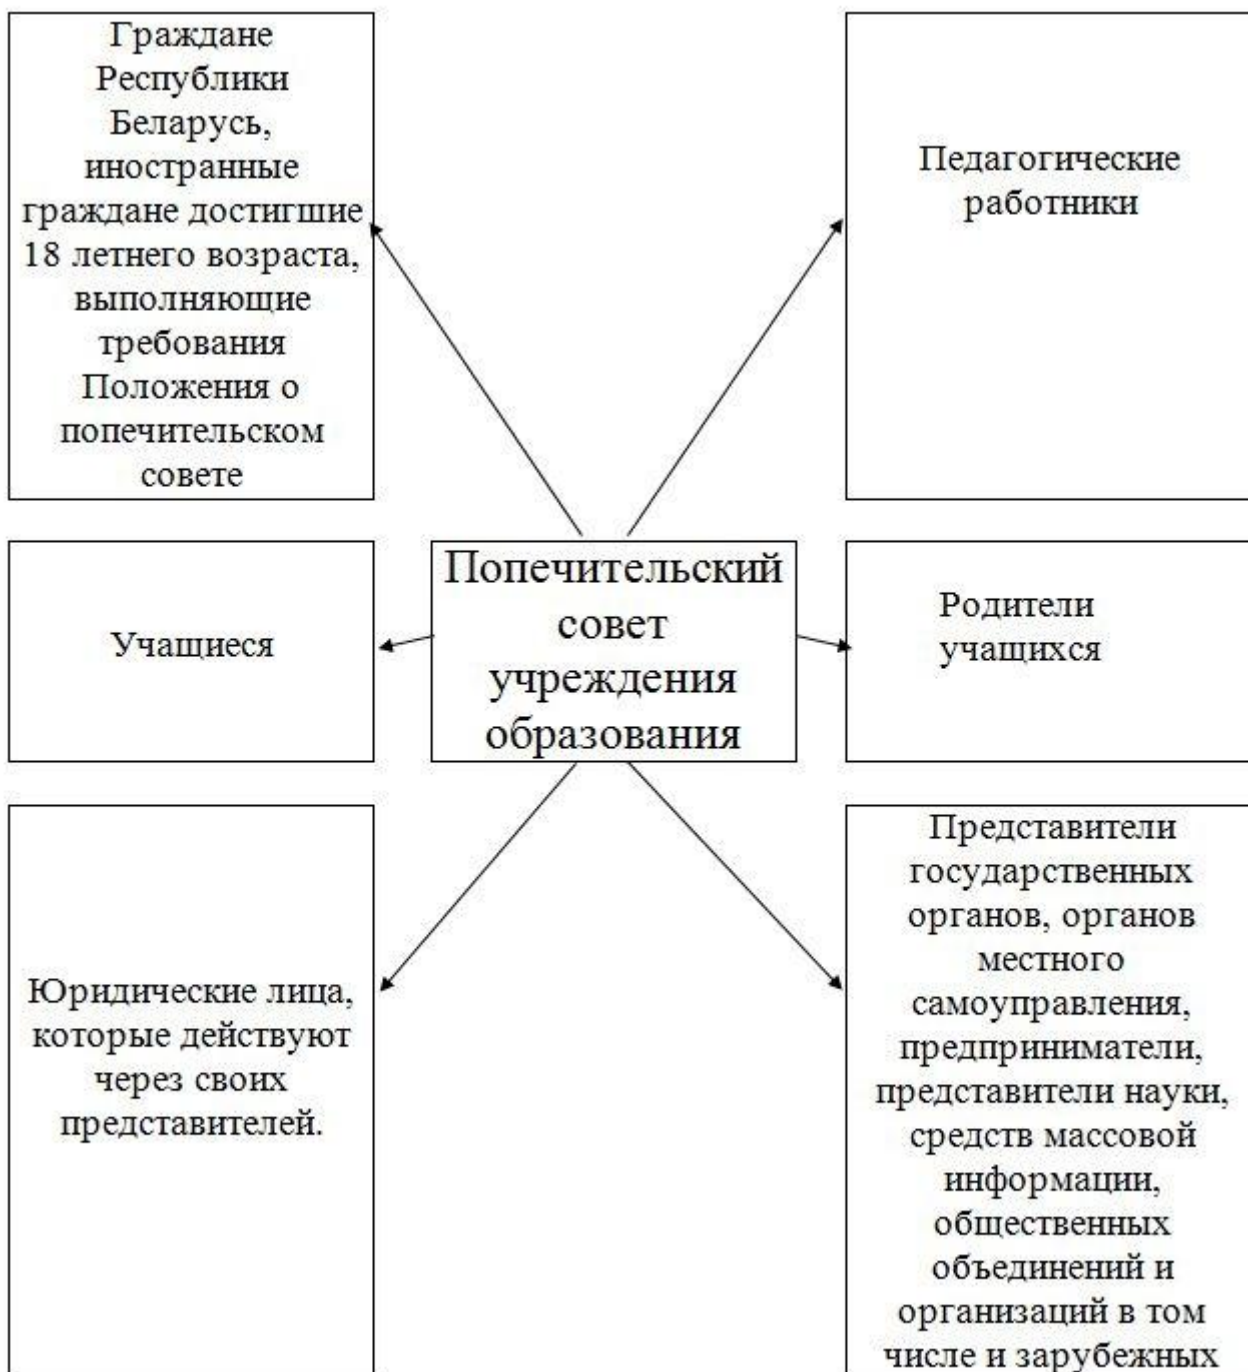 Граждане
Республики
Беларусь,
иностранные
граждане достигшие
18 летнего возраста,
выполняющие
требования
Положения о
попечительском
совете
Педагогические
работники
Учащиеся
Попечительский
совет
учреждения
образования
Родители
учащихся
Юридические лица,
которые действуют
через своих
представителей.
Представители
государственных
органов, органов
местного
самоуправления,
предприниматели,
представители науки,
средств массовой
информации,
общественных
объединений и
организаций в том
числе и зарубежных